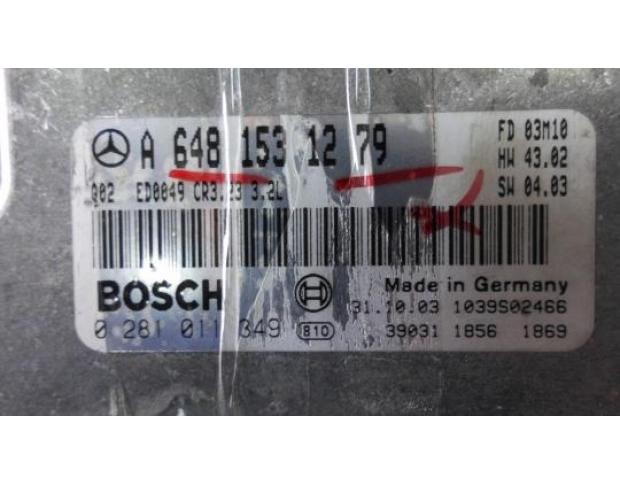 A 648 153 12 79 FD 03M10
HW 43.02
Q02 ED0049 CR3.23 3.2L SW 04.03
BOSCH Made in Germany
31.10.03 1039S02466
0 281 011 349 810 39031 1856 1869